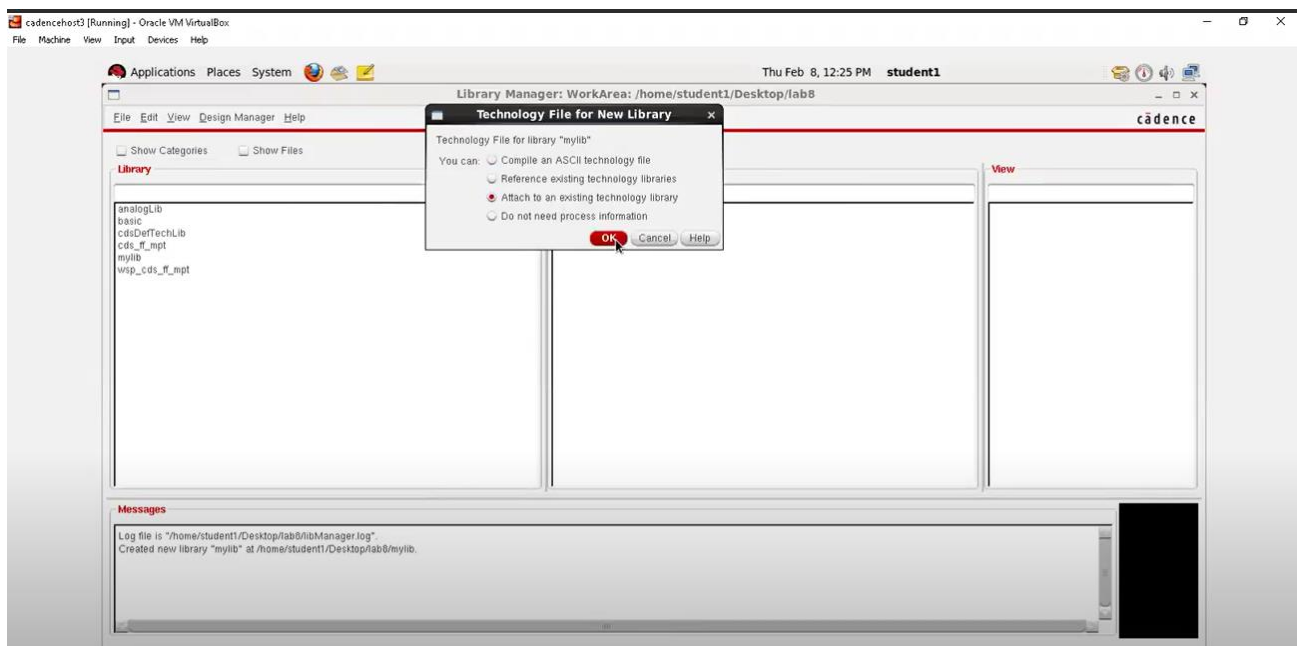 cadencehost3 [Running] - Oracle VM VirtualBox
File Machine View Input Devices Help
Applications Places System Thu Feb 8, 12:25 PM student1
Library Manager: WorkArea: /home/student1/Desktop/lab8
File Edit View Design Manager Help
cādence
Technology File for New Library
Technology File for library "mylib"
You can: Compile an ASCII technology file
Reference existing technology libraries
Attach to an existing technology library
Do not need process information
OK Cancel Help
Show Categories Show Files
Library
View
analogLib
basic
cdsDefTechLib
cds_ff_mpt
mylib
wsp_cds_ff_mpt
Messages
Log file is "/home/student1/Desktop/lab8/libManager.log".
Created new library "mylib" at /home/student1/Desktop/lab8/mylib.